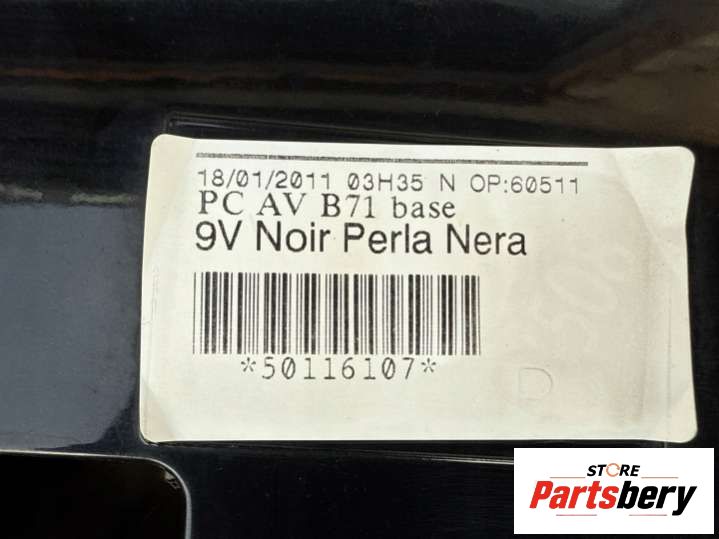 18/01/2011 03H35 N OP:60511
PC AV B71 base
9V Noir Perla Nera
*50116107*
D
STORE
Partsbery